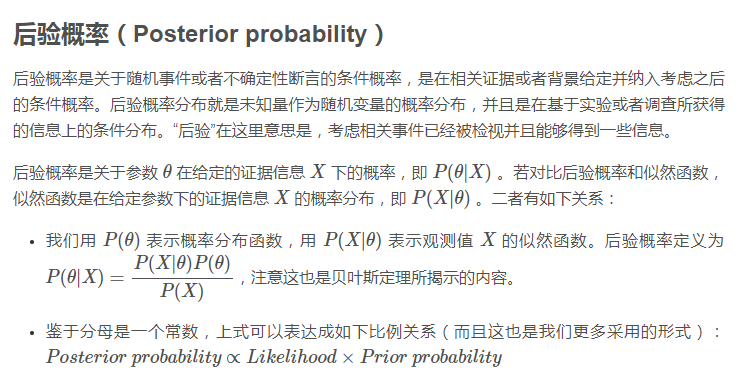 后验概率（Posterior probability）
后验概率是关于随机事件或者不确定性断言的条件概率，是在相关证据或者背景给定并纳入考虑之后
的条件概率。后验概率分布就是未知量作为随机变量的概率分布，并且是在基于实验或者调查所获得
的信息上的条件分布。“后验”在这里意思是，考虑相关事件已经被检视并且能够得到一些信息。
后验概率是关于参数 θ 在给定的证据信息 X 下的概率，即 P(θ|X) 。若对比后验概率和似然函数，
似然函数是在给定参数下的证据信息 X 的概率分布，即 P(X|θ) 。二者有如下关系：
• 我们用 P(θ) 表示概率分布函数，用 P(X|θ) 表示观测值 X 的似然函数。后验概率定义为
P(θ|X) = P(X|θ)P(θ) / P(X) ，注意这也是贝叶斯定理所揭示的内容。
• 鉴于分母是一个常数，上式可以表达成如下比例关系（而且这也是我们更多采用的形式）：
Posterior probability ∝ Likelihood × Prior probability